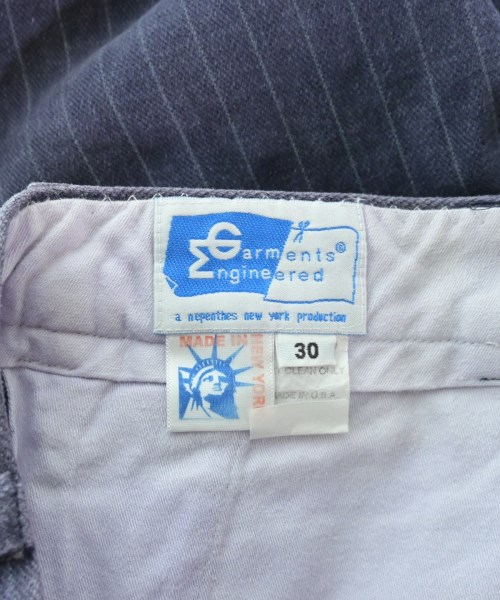 Garments®
Engineered
a nepenthes new york production
MADE IN
NEW YORK
30
CLEAN ONLY
MADE IN U.S.A.